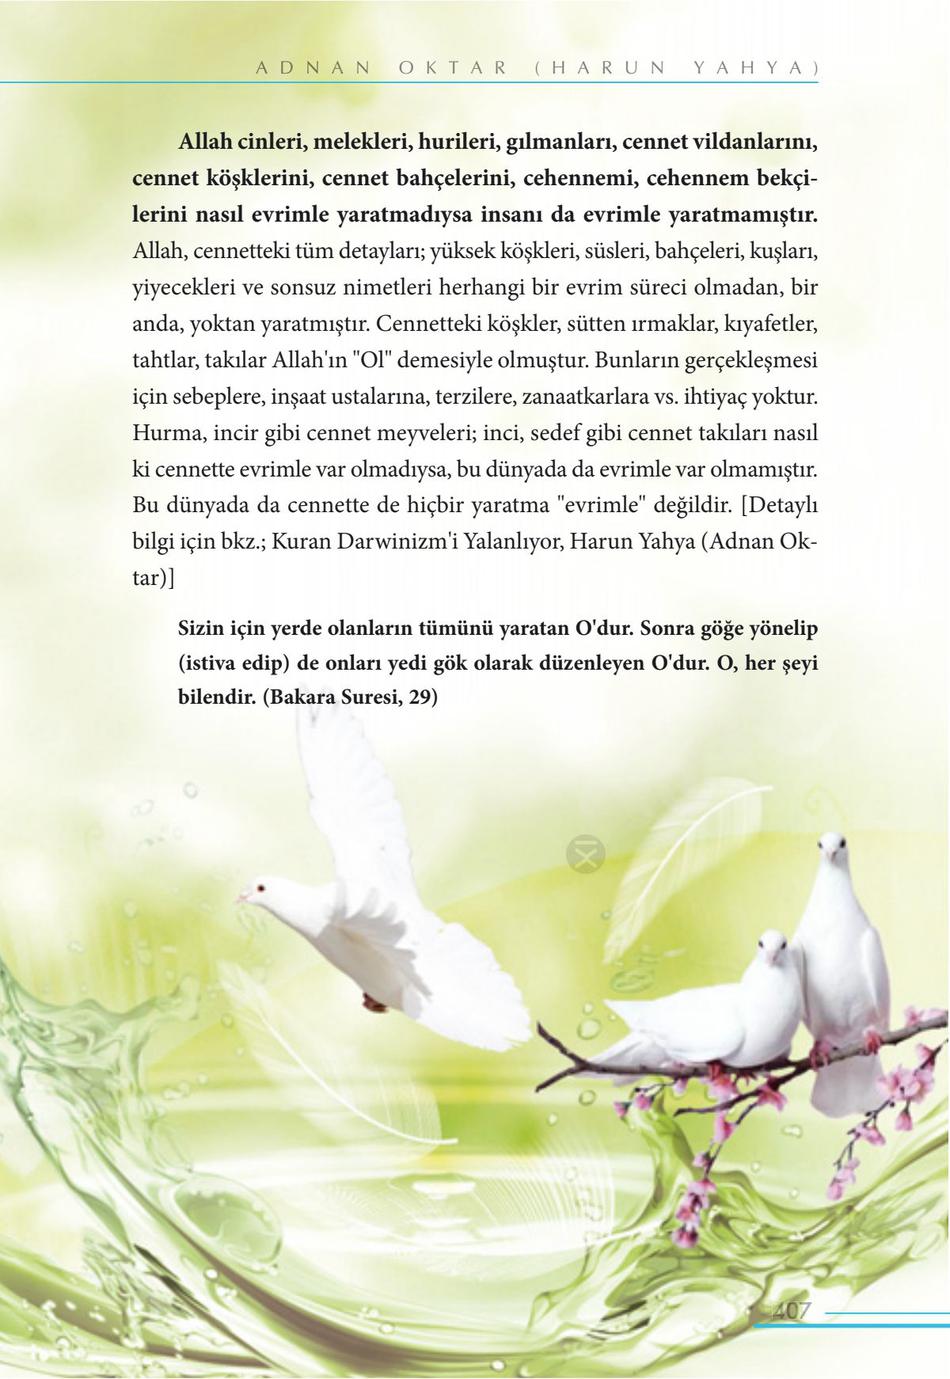 ADNAN OKTAR (HARUN YAHYA)
Allah cinleri, melekleri, hurileri, gılmanları, cennet vildanlarını,
cennet köşklerini, cennet bahçelerini, cehennemi, cehennem bekçi-
lerini nasıl evrimle yaratmadıysa insanı da evrimle yaratmamıştır.
Allah, cennetteki tüm detayları; yüksek köşkleri, süsleri, bahçeleri, kuşları,
yiyecekleri ve sonsuz nimetleri herhangi bir evrim süreci olmadan, bir
anda, yoktan yaratmıştır. Cennetteki köşkler, sütten ırmaklar, kıyafetler,
tahtlar, takılar Allah'ın "Ol" demesiyle olmuştur. Bunların gerçekleşmesi
için sebeplere, inşaat ustalarına, terzilere, zanaatkarlara vs. ihtiyaç yoktur.
Hurma, incir gibi cennet meyveleri; inci, sedef gibi cennet takıları nasıl
ki cennette evrimle var olmadıysa, bu dünyada da evrimle var olmamıştır.
Bu dünyada da cennette de hiçbir yaratma "evrimle" değildir. [Detaylı
bilgi için bkz.; Kuran Darwinizm'i Yalanlıyor, Harun Yahya (Adnan Ok-
tar)]
Sizin için yerde olanların tümünü yaratan O'dur. Sonra göğe yönelip
(istiva edip) de onları yedi gök olarak düzenleyen O'dur. O, her şeyi
bilendir. (Bakara Suresi, 29)
407